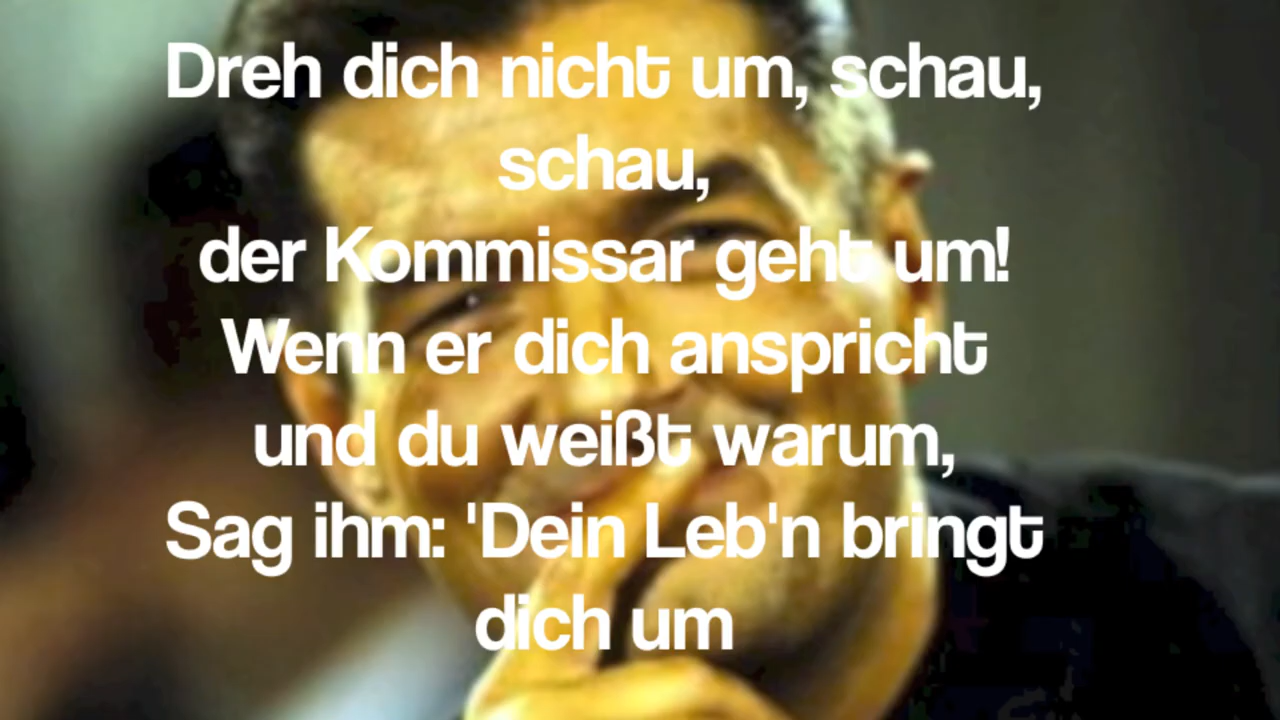 Dreh dich nicht um, schau,
schau,
der Kommissar geht um!
Wenn er dich anspricht
und du weißt warum,
Sag ihm: 'Dein Leb'n bringt
dich um